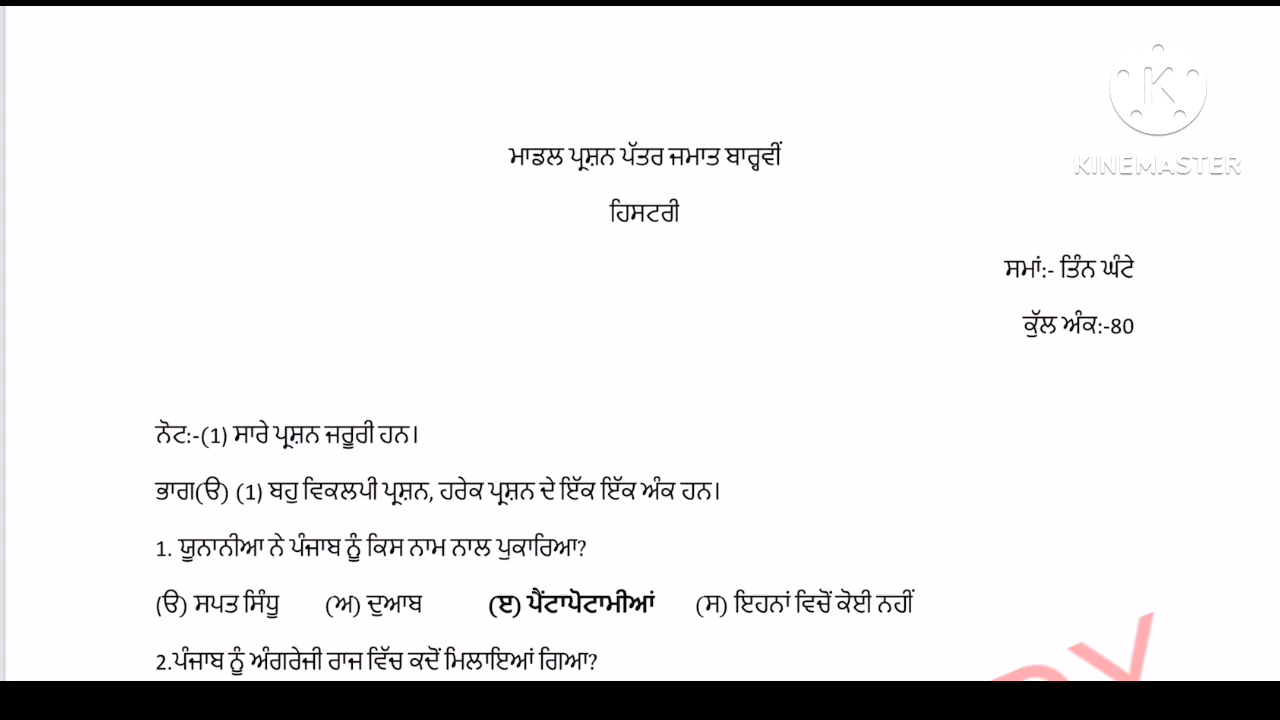 KINEMASTER
ਮਾਡਲ ਪ੍ਰਸ਼ਨ ਪੱਤਰ ਜਮਾਤ ਬਾਰ੍ਹਵੀਂ
ਹਿਸਟਰੀ
ਸਮਾਂ:- ਤਿੰਨ ਘੰਟੇ
ਕੁੱਲ ਅੰਕ:-80
ਨੋਟ:-(1) ਸਾਰੇ ਪ੍ਰਸ਼ਨ ਜਰੂਰੀ ਹਨ।
ਭਾਗ(ੳ) (1) ਬਹੁ ਵਿਕਲਪੀ ਪ੍ਰਸ਼ਨ, ਹਰੇਕ ਪ੍ਰਸ਼ਨ ਦੇ ਇੱਕ ਇੱਕ ਅੰਕ ਹਨ।
1. ਯੂਨਾਨੀਆ ਨੇ ਪੰਜਾਬ ਨੂੰ ਕਿਸ ਨਾਮ ਨਾਲ ਪੁਕਾਰਿਆ?
(ੳ) ਸਪਤ ਸਿੰਧੂ (ਅ) ਦੁਆਬ (ੲ) ਪੈਂਟਾਪੋਟਾਮੀਆਂ (ਸ) ਇਹਨਾਂ ਵਿਚੋਂ ਕੋਈ ਨਹੀਂ
2.ਪੰਜਾਬ ਨੂੰ ਅੰਗਰੇਜੀ ਰਾਜ ਵਿੱਚ ਕਦੋਂ ਮਿਲਾਇਆਂ ਗਿਆ?